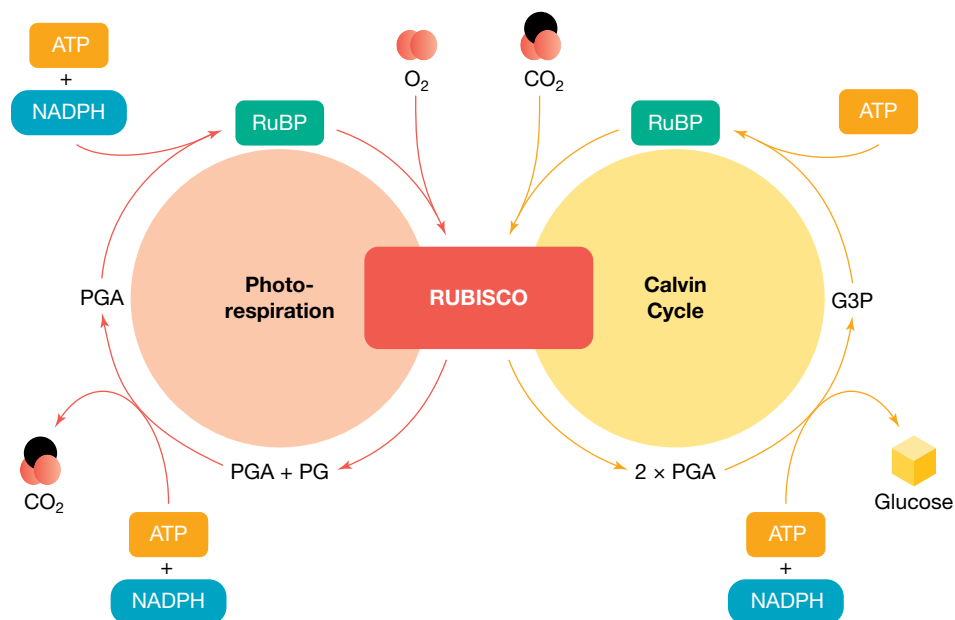 ATP
+
NADPH
O₂
CO₂
RuBP
RuBP
ATP
Photo-
respiration
RUBISCO
Calvin
Cycle
PGA
G3P
PGA + PG
2 × PGA
CO₂
Glucose
ATP
+
NADPH
ATP
+
NADPH